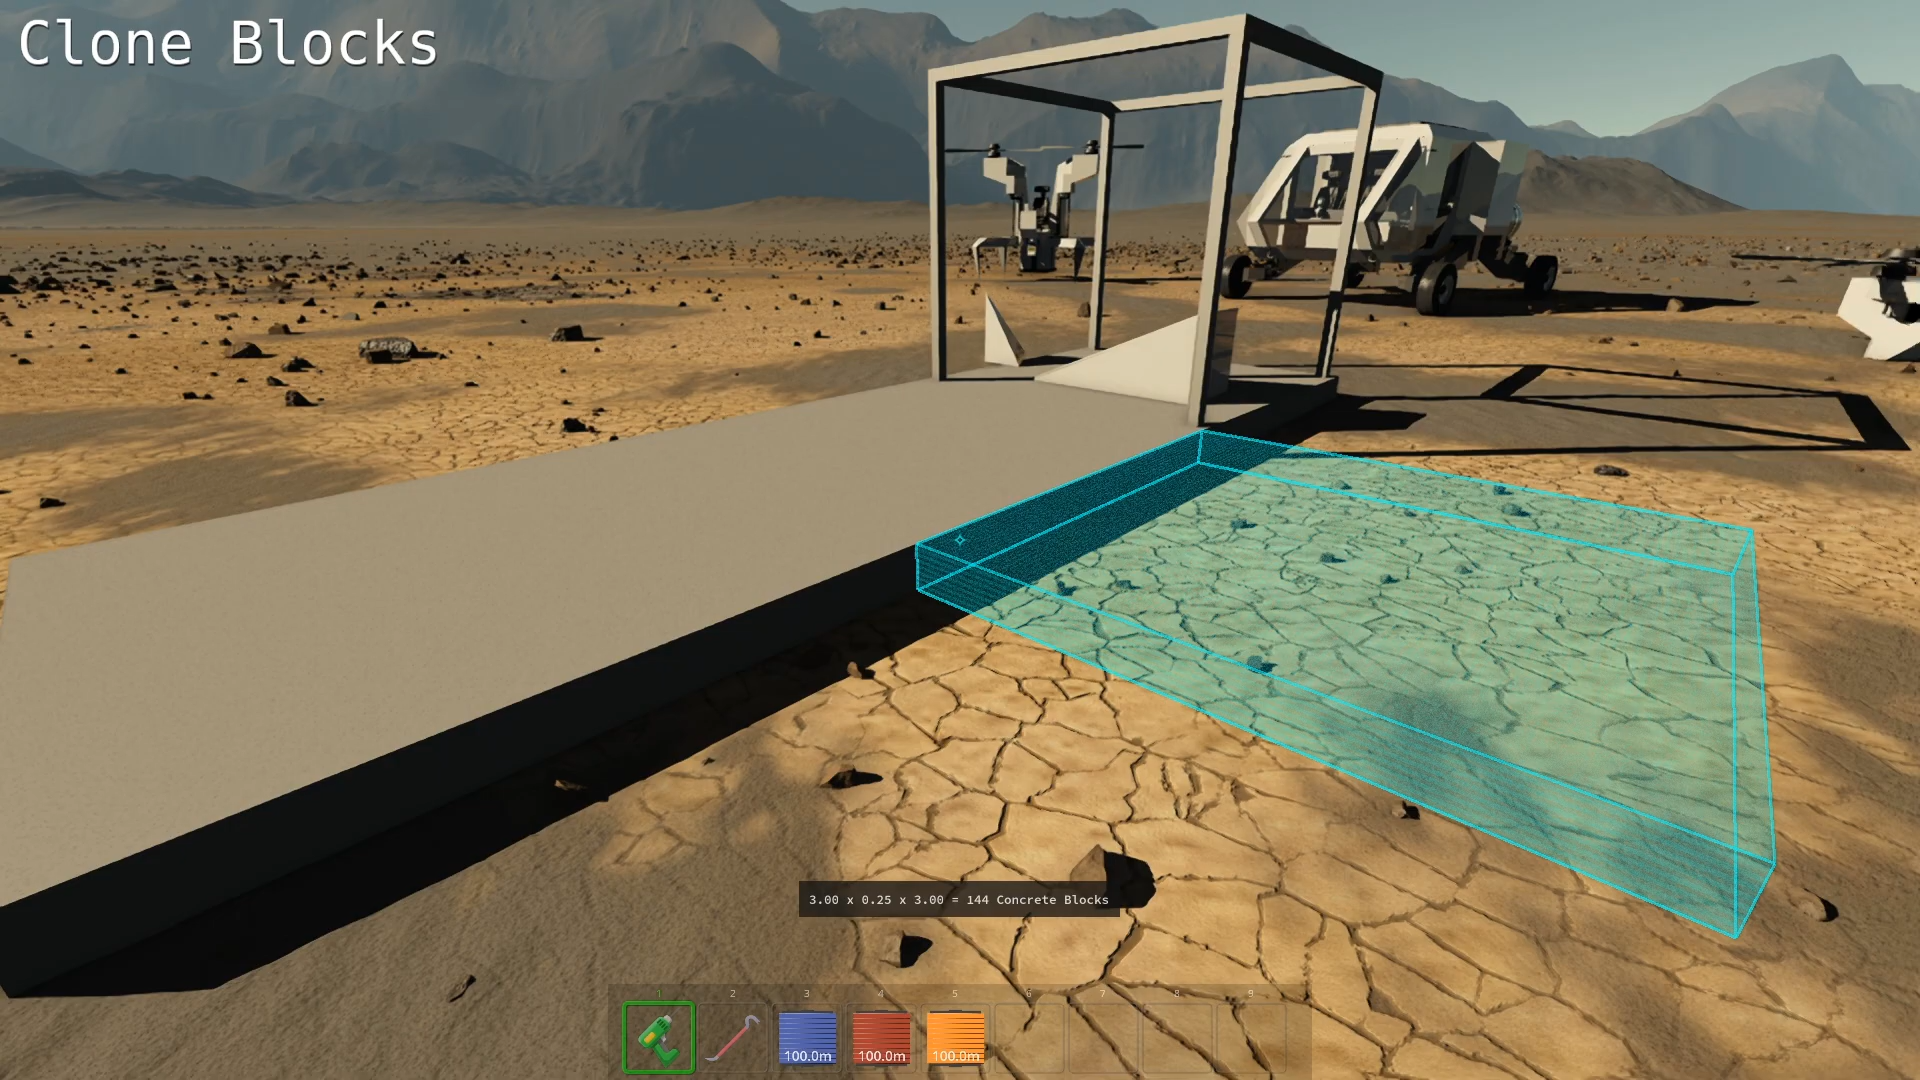 Clone Blocks
3.00 x 0.25 x 3.00 = 144 Concrete Blocks
1 2 3 4 5 6 7 8 9
100.0m 100.0m 100.0m